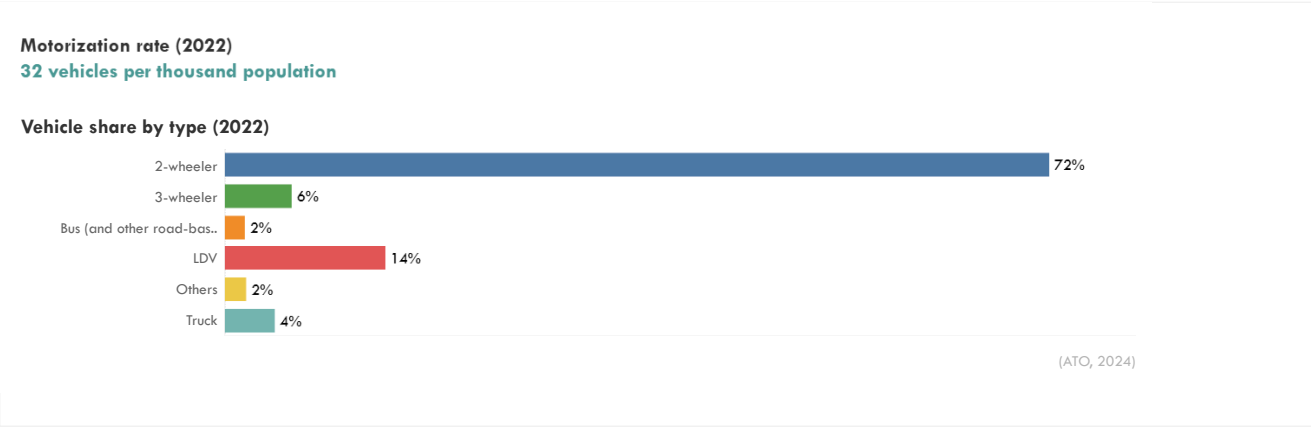 Motorization rate (2022)
32 vehicles per thousand population
Vehicle share by type (2022)
2-wheeler 72%
3-wheeler 6%
Bus (and other road-bas.. 2%
LDV 14%
Others 2%
Truck 4%
(ATO, 2024)